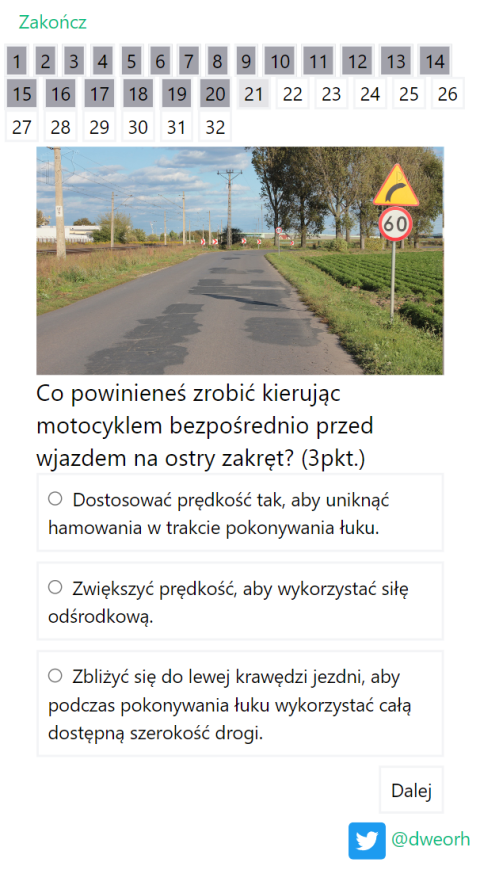 Zakończ
1 2 3 4 5 6 7 8 9 10 11 12 13 14
15 16 17 18 19 20 21 22 23 24 25 26
27 28 29 30 31 32
60
Co powinieneś zrobić kierując
motocyklem bezpośrednio przed
wjazdem na ostry zakręt? (3pkt.)
Dostosować prędkość tak, aby uniknąć
hamowania w trakcie pokonywania łuku.
Zwiększyć prędkość, aby wykorzystać siłę
odśrodkową.
Zbliżyć się do lewej krawędzi jezdni, aby
podczas pokonywania łuku wykorzystać całą
dostępną szerokość drogi.
Dalej
@dweorh